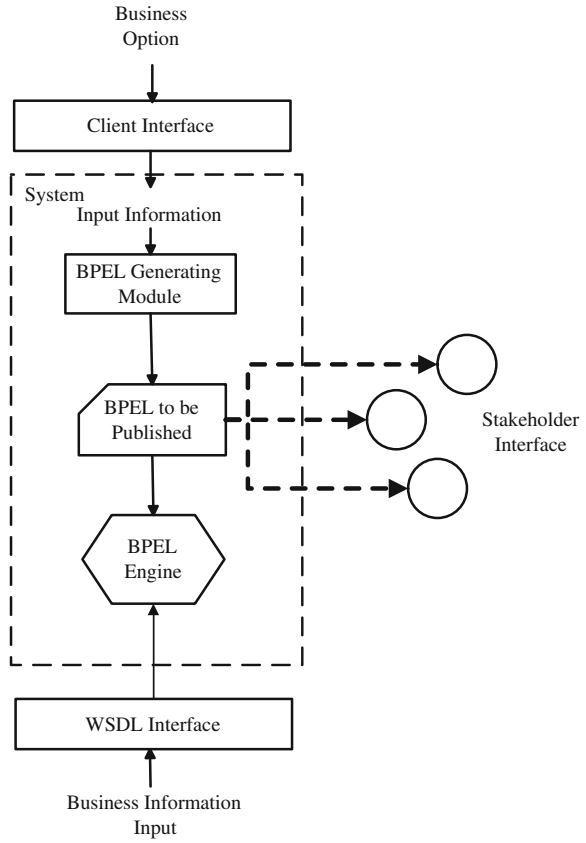 Business
Option
Client Interface
System
Input Information
BPEL Generating
Module
BPEL to be
Published
Stakeholder
Interface
BPEL
Engine
WSDL Interface
Business Information
Input